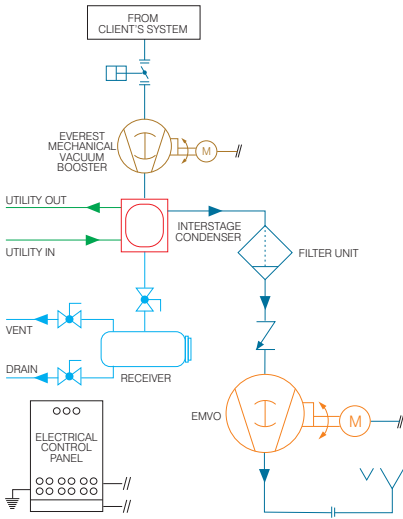 FROM
CLIENT'S SYSTEM
EVEREST
MECHANICAL
VACUUM
BOOSTER
M
UTILITY OUT
INTERSTAGE
CONDENSER
UTILITY IN
FILTER UNIT
VENT
DRAIN
RECEIVER
EMVO
M
ELECTRICAL
CONTROL
PANEL